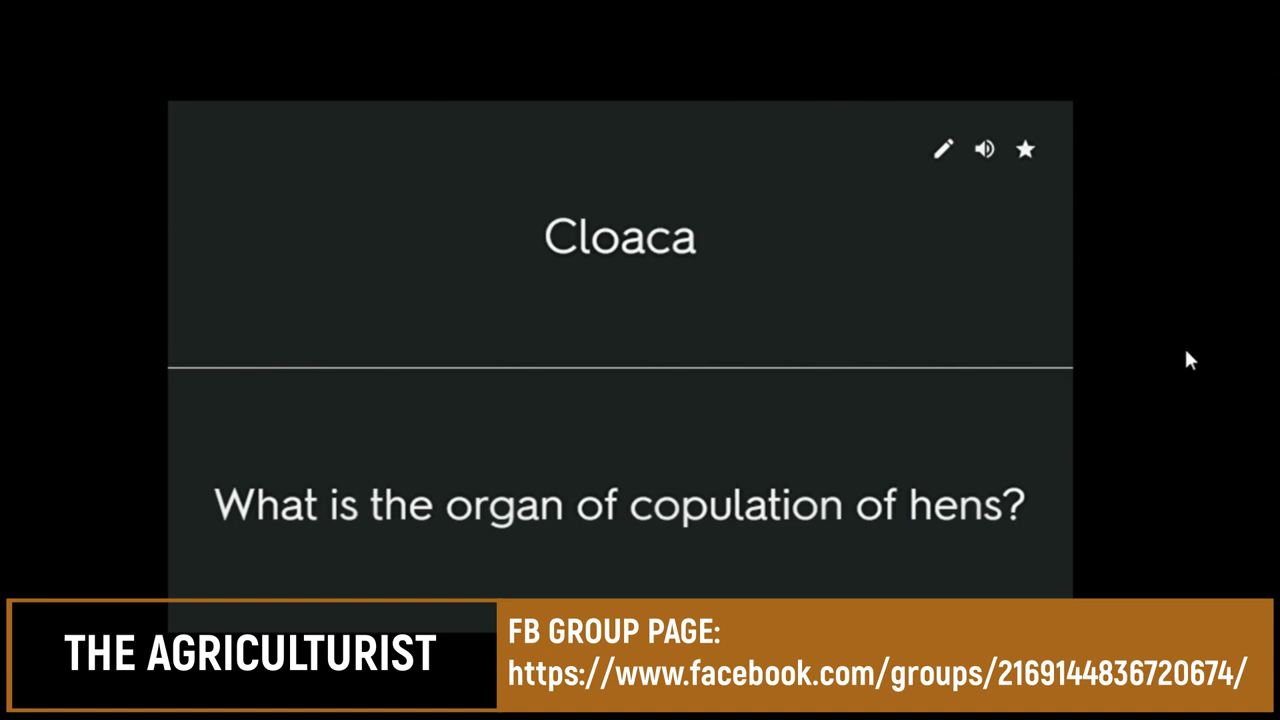 Cloaca
What is the organ of copulation of hens?
THE AGRICULTURIST
FB GROUP PAGE:
https://www.facebook.com/groups/2169144836720674/